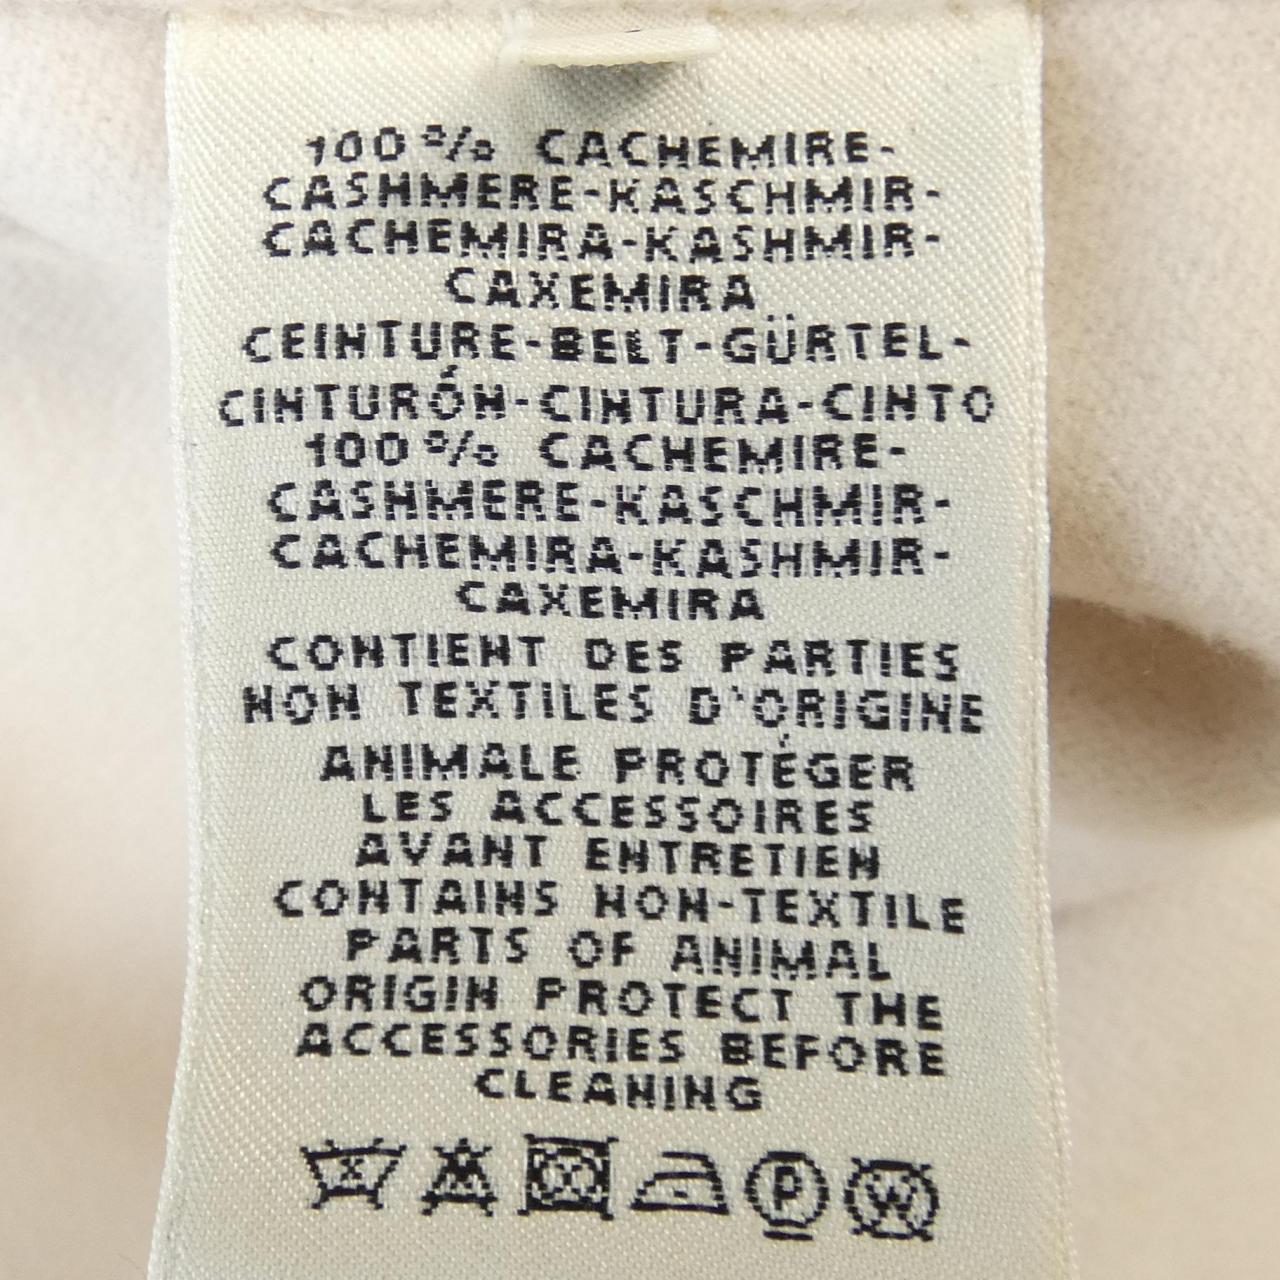 100% CACHEMIRE-
CASHMERE-KASCHMIR-
CACHEMIRA-KASHMIR-
CAXEMIRA
CEINTURE-BELT-GÜRTEL-
CINTURÓN-CINTURA-CINTO
100% CACHEMIRE-
CASHMERE-KASCHMIR-
CACHEMIRA-KASHMIR-
CAXEMIRA
CONTIENT DES PARTIES
NON TEXTILES D'ORIGINE
ANIMALE PROTÉGER
LES ACCESSOIRES
AVANT ENTRETIEN
CONTAINS NON-TEXTILE
PARTS OF ANIMAL
ORIGIN PROTECT THE
ACCESSORIES BEFORE
CLEANING
P W